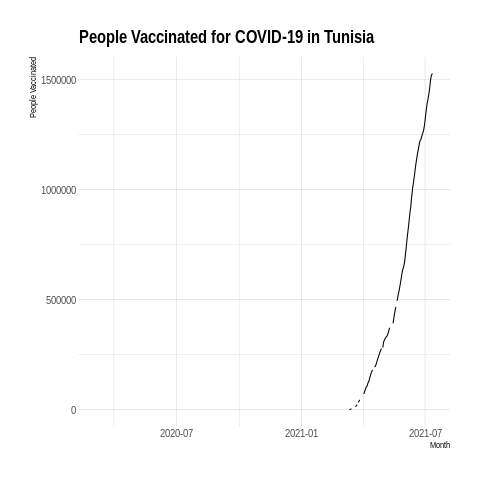 People Vaccinated for COVID-19 in Tunisia
People Vaccinated
1500000
1000000
500000
0
2020-07
2021-01
2021-07
Month